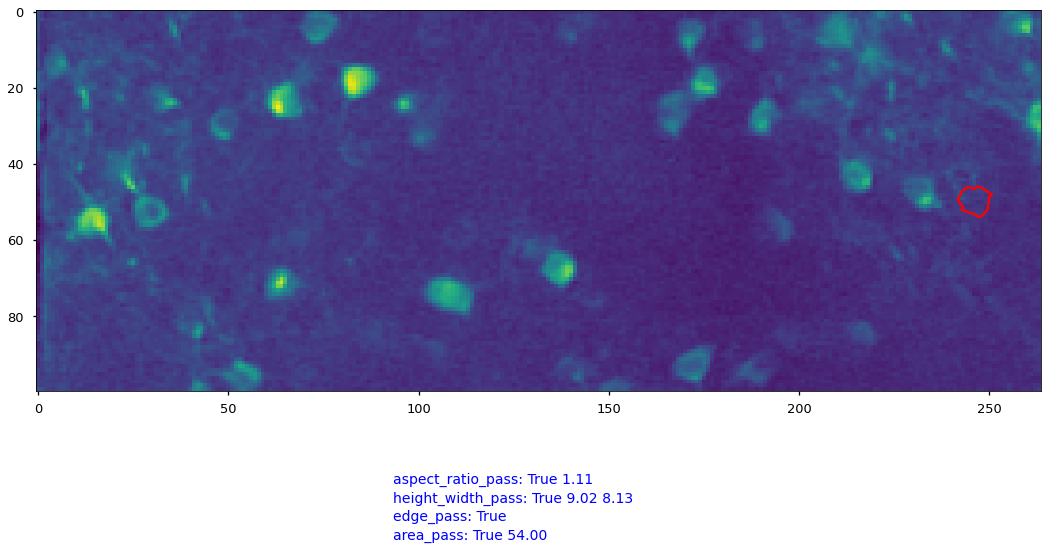 0
20
40
60
80
0 50 100 150 200 250
aspect_ratio_pass: True 1.11
height_width_pass: True 9.02 8.13
edge_pass: True
area_pass: True 54.00